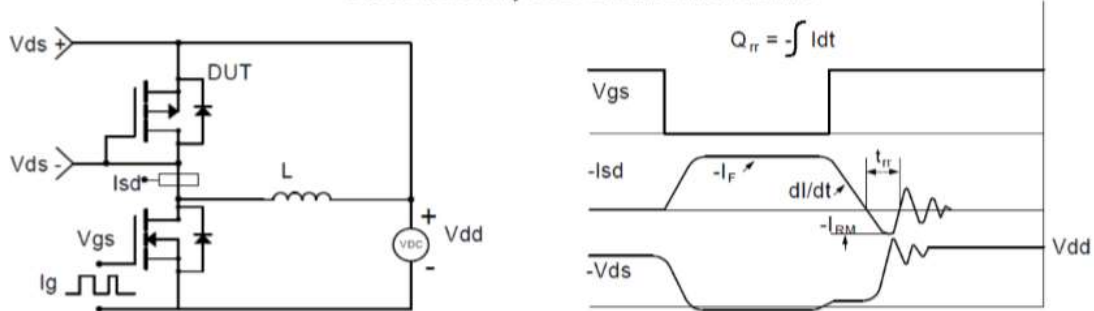 Vds +
DUT
Vds -
Isd
L
Vgs
Ig
+
VDC
Vdd
-
Qrr = -∫ Idt
Vgs
-Isd
-IF
dI/dt
trr
-IRM
-Vds
Vdd